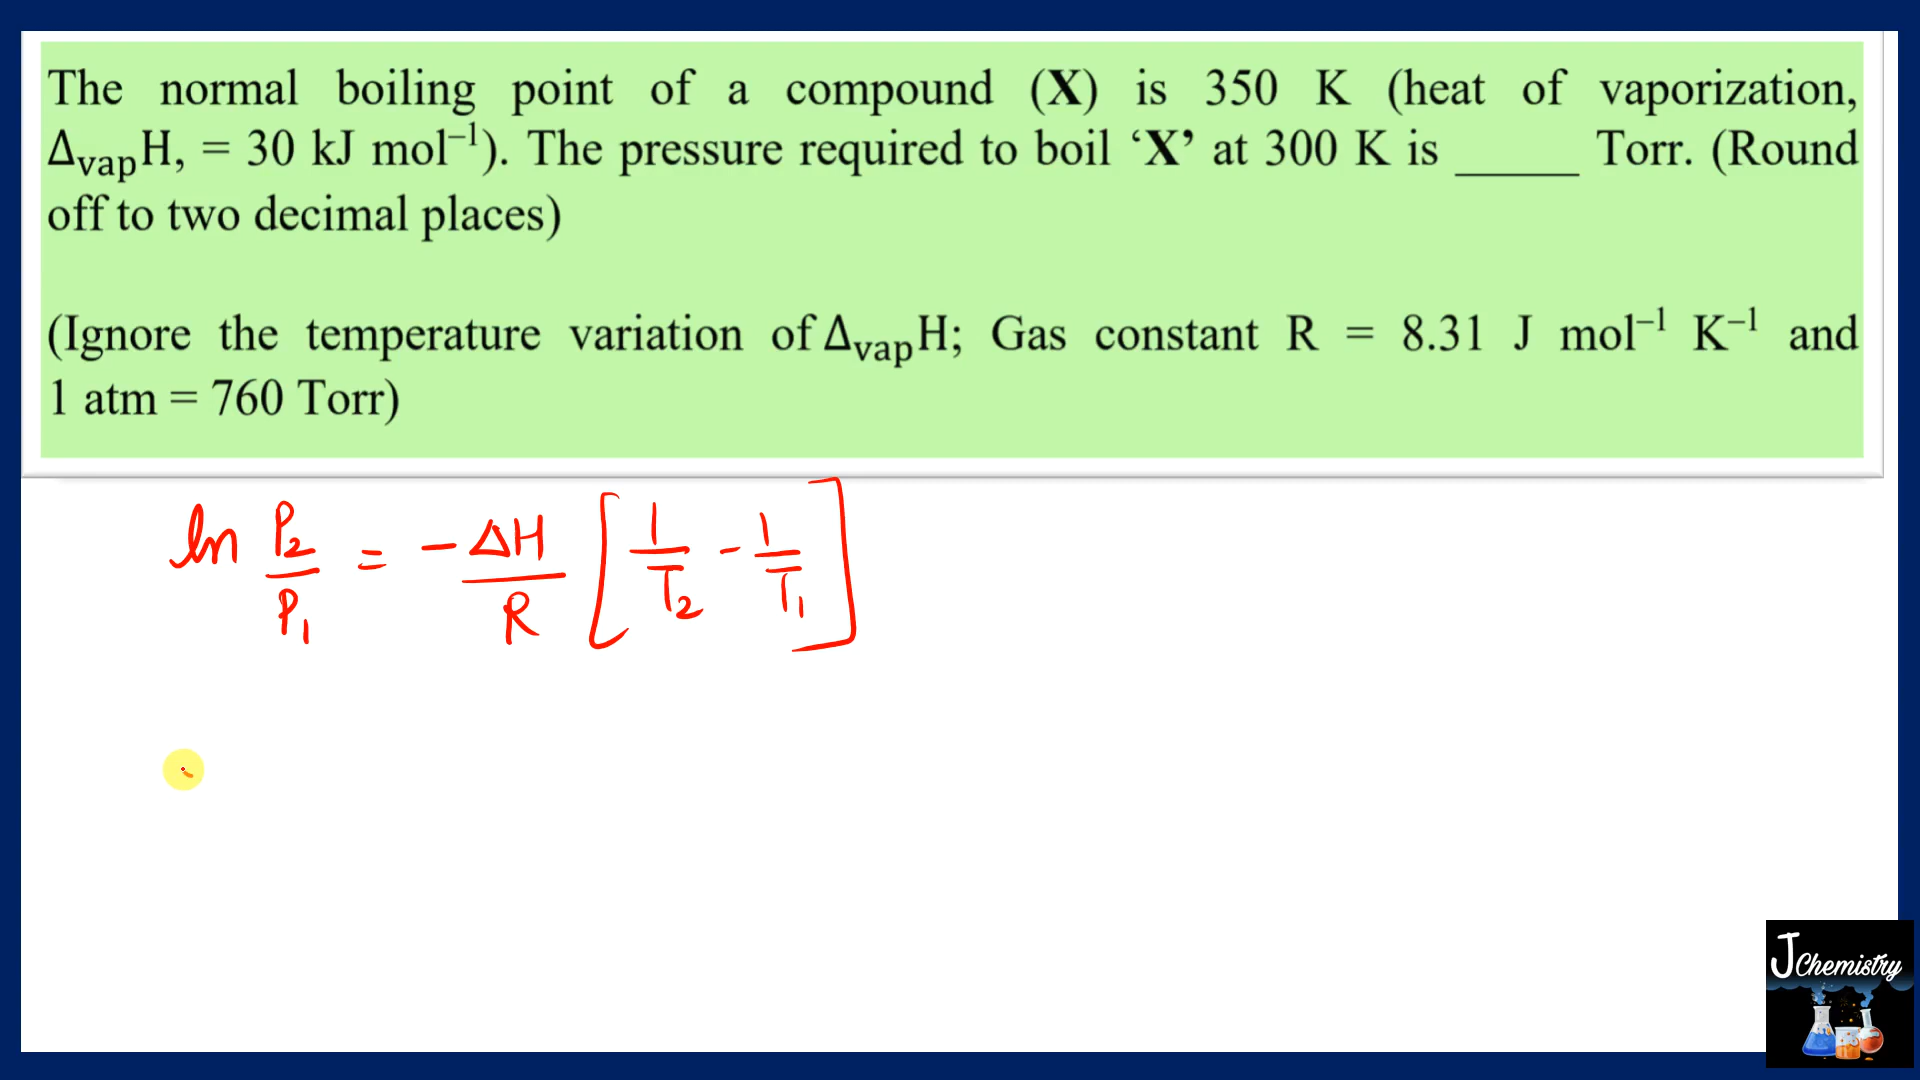 The normal boiling point of a compound (X) is 350 K (heat of vaporization,
ΔvapH, = 30 kJ mol⁻¹). The pressure required to boil ‘X’ at 300 K is _____ Torr. (Round
off to two decimal places)
(Ignore the temperature variation of ΔvapH; Gas constant R = 8.31 J mol⁻¹ K⁻¹ and
1 atm = 760 Torr)
ln P₂/P₁ = -ΔH/R [1/T₂ - 1/T₁]
J Chemistry